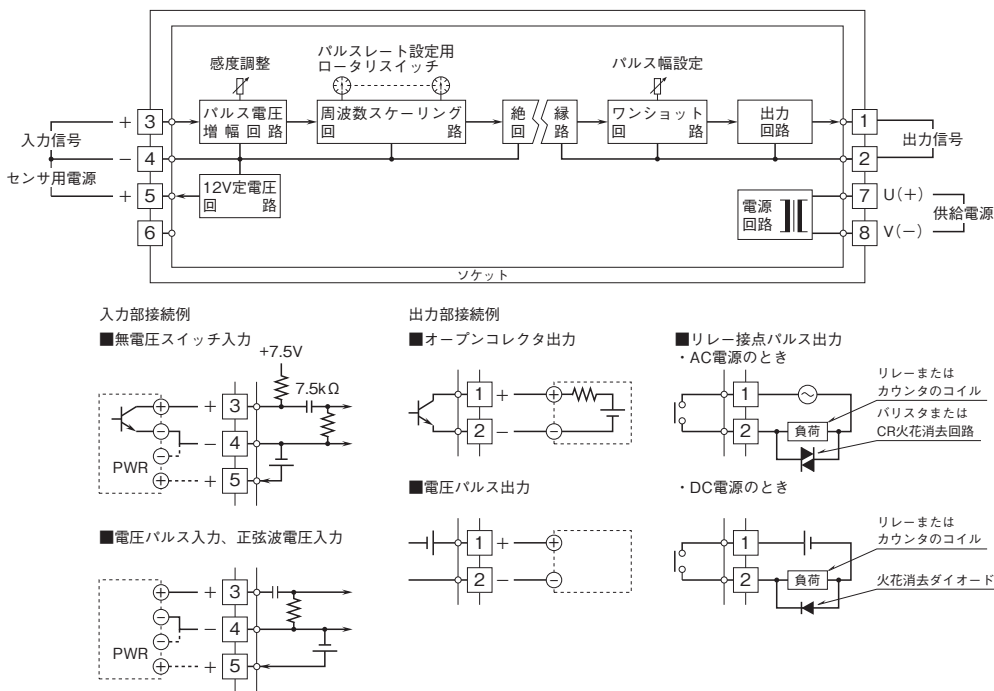 感度調整
パルスレート設定用
ロータリスイッチ
パルス幅設定
入力信号
センサ用電源
+ 3
- 4
+ 5
6
パルス電圧
増幅回路
周波数スケーリング
回路
絶縁
回路
ワンショット
回路
出力
回路
12V定電圧
回路
電源
回路
1
2
7 U(+)
8 V(-)
出力信号
供給電源
ソケット
入力部接続例
■無電圧スイッチ入力
+7.5V
7.5kΩ
+
-
-
+
PWR
+ 3
- 4
+ 5
■電圧パルス入力、正弦波電圧入力
+
-
-
+
PWR
+ 3
- 4
+ 5
出力部接続例
■オープンコレクタ出力
1 + +
2 - -
■電圧パルス出力
1 + +
2 - -
■リレー接点パルス出力
・AC電源のとき
1
2
負荷
リレーまたは
カウンタのコイル
バリスタまたは
CR火花消去回路
・DC電源のとき
1
2
負荷
リレーまたは
カウンタのコイル
火花消去ダイオード